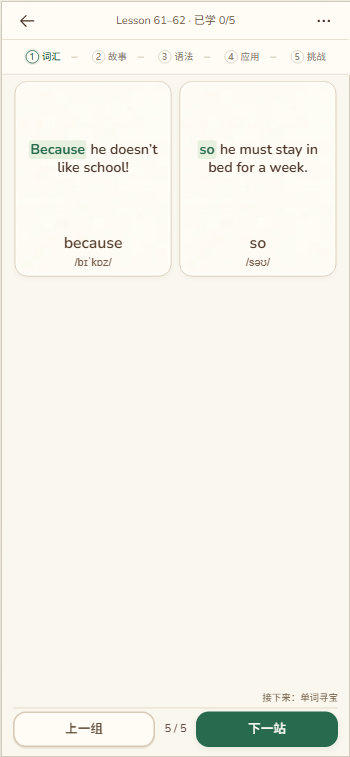 Lesson 61–62 · 已学 0/5
1 词汇 – 2 故事 – 3 语法 – 4 应用 – 5 挑战
Because he doesn’t
like school!
because
/bɪˈkɒz/
so he must stay in
bed for a week.
so
/səʊ/
接下来：单词寻宝
上一组
5 / 5
下一站